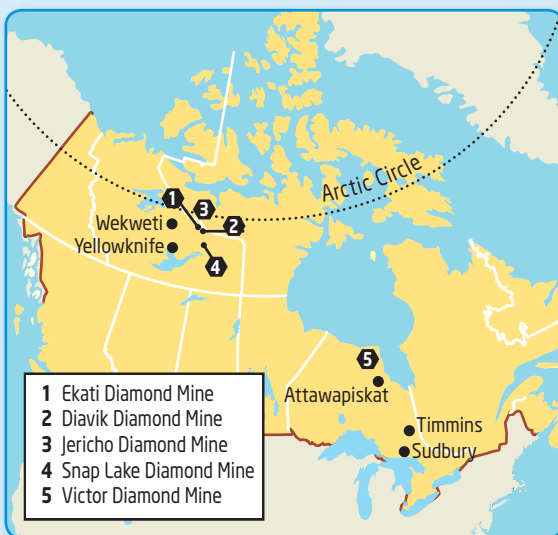 Arctic Circle
1
3
2
Wekweti
Yellowknife
4
5
Attawapiskat
Timmins
Sudbury
1 Ekati Diamond Mine
2 Diavik Diamond Mine
3 Jericho Diamond Mine
4 Snap Lake Diamond Mine
5 Victor Diamond Mine